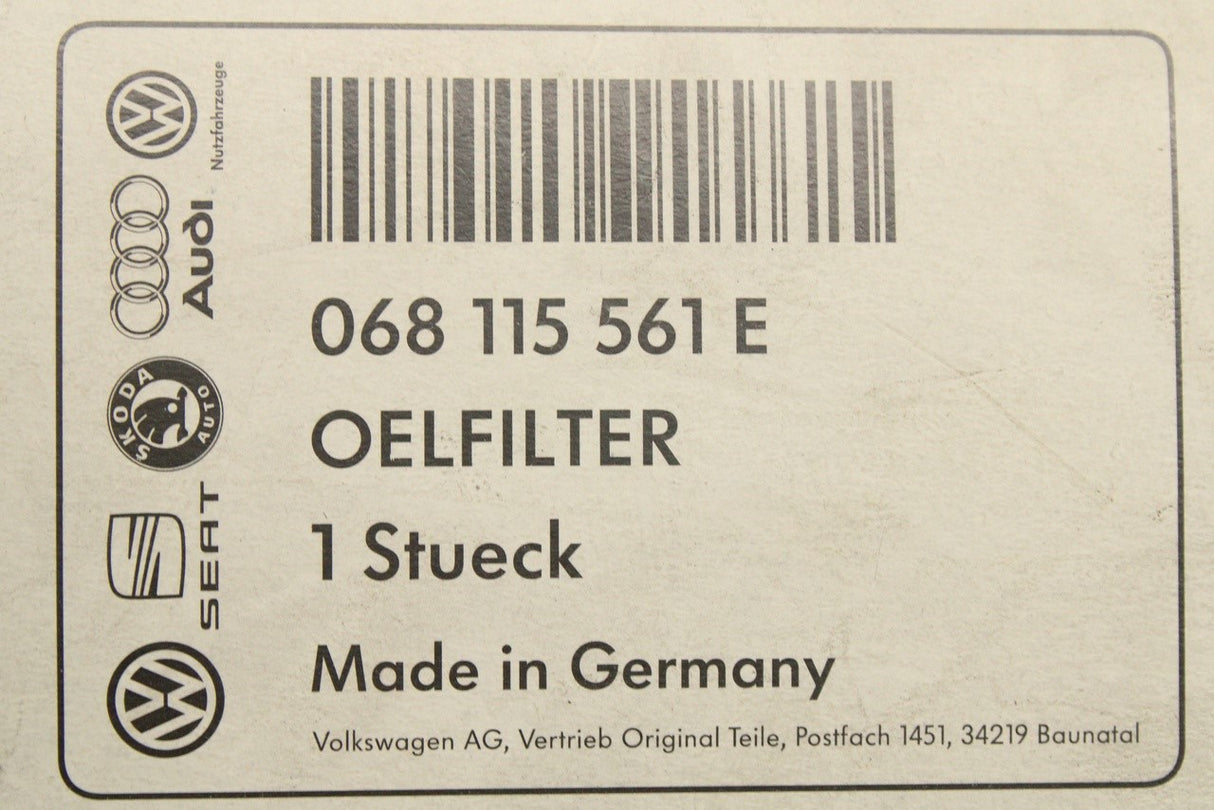 Nutzfahrzeuge
Audi
SKODA
AUTO
SEAT
068 115 561 E
OELFILTER
1 Stueck
Made in Germany
Volkswagen AG, Vertrieb Original Teile, Postfach 1451, 34219 Baunatal